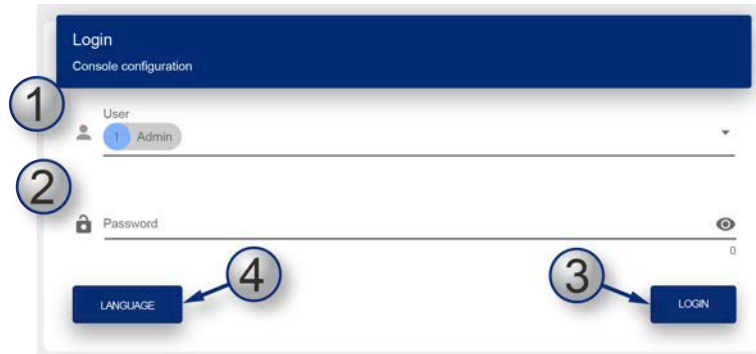 Login
Console configuration
1
User
1 Admin
2
Password
0
4
3
LANGUAGE
LOGIN